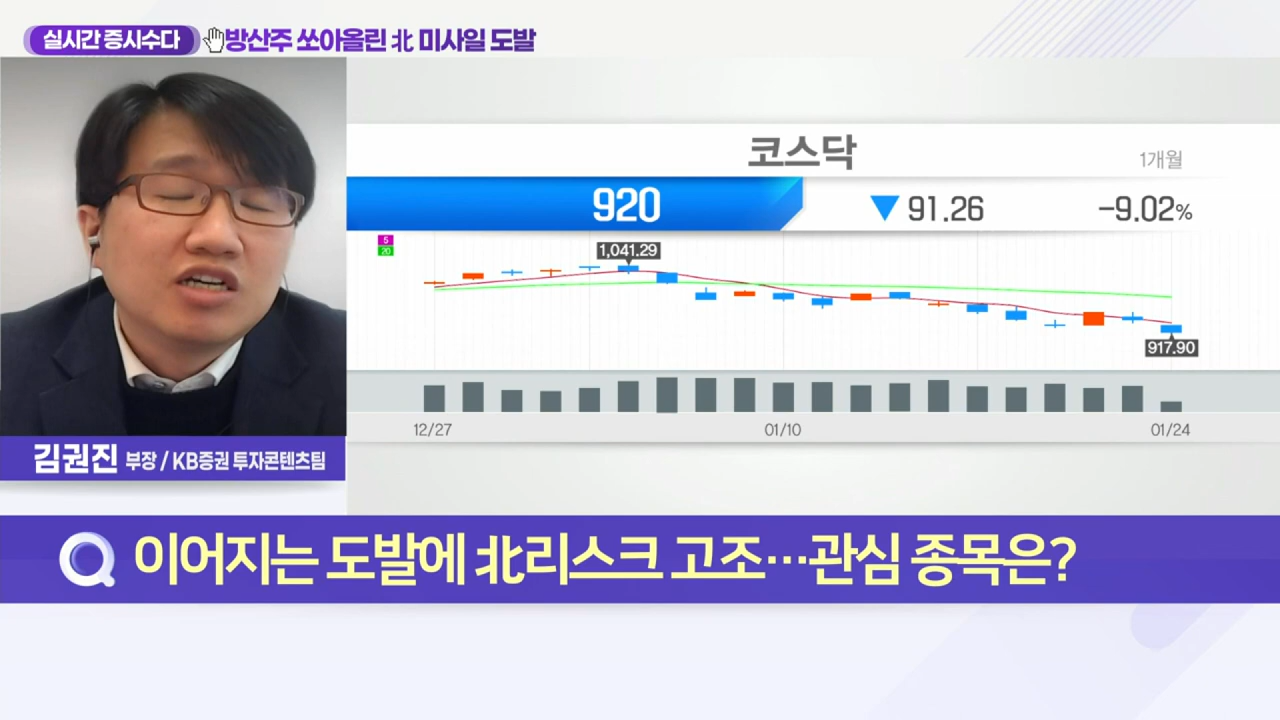 실시간 증시수다
방산주 쏘아올린 北 미사일 도발
코스닥
1개월
920 ▼ 91.26 -9.02%
5
20
1,041.29
917.90
12/27 01/10 01/24
김권진 부장 / KB증권 투자콘텐츠팀
Q 이어지는 도발에 北리스크 고조…관심 종목은?